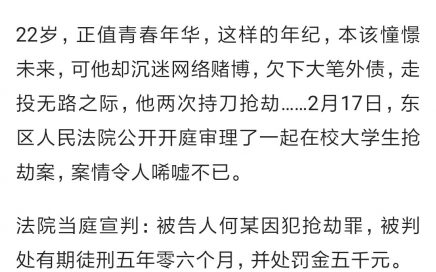 22岁，正值青春年华，这样的年纪，本该憧憬
未来，可他却沉迷网络赌博，欠下大笔外债，走
投无路之际，他两次持刀抢劫……2月17日，东
区人民法院公开开庭审理了一起在校大学生抢
劫案，案情令人唏嘘不已。
法院当庭宣判：被告人何某因犯抢劫罪，被判
处有期徒刑五年零六个月，并处罚金五千元。